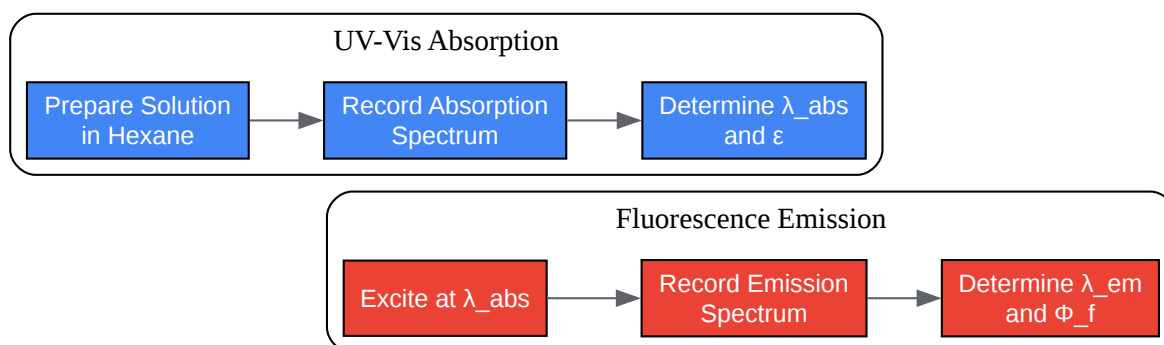 UV-Vis Absorption
Prepare Solution
in Hexane
Record Absorption
Spectrum
Determine λ_abs
and ε
Fluorescence Emission
Excite at λ_abs
Record Emission
Spectrum
Determine λ_em
and Φ_f